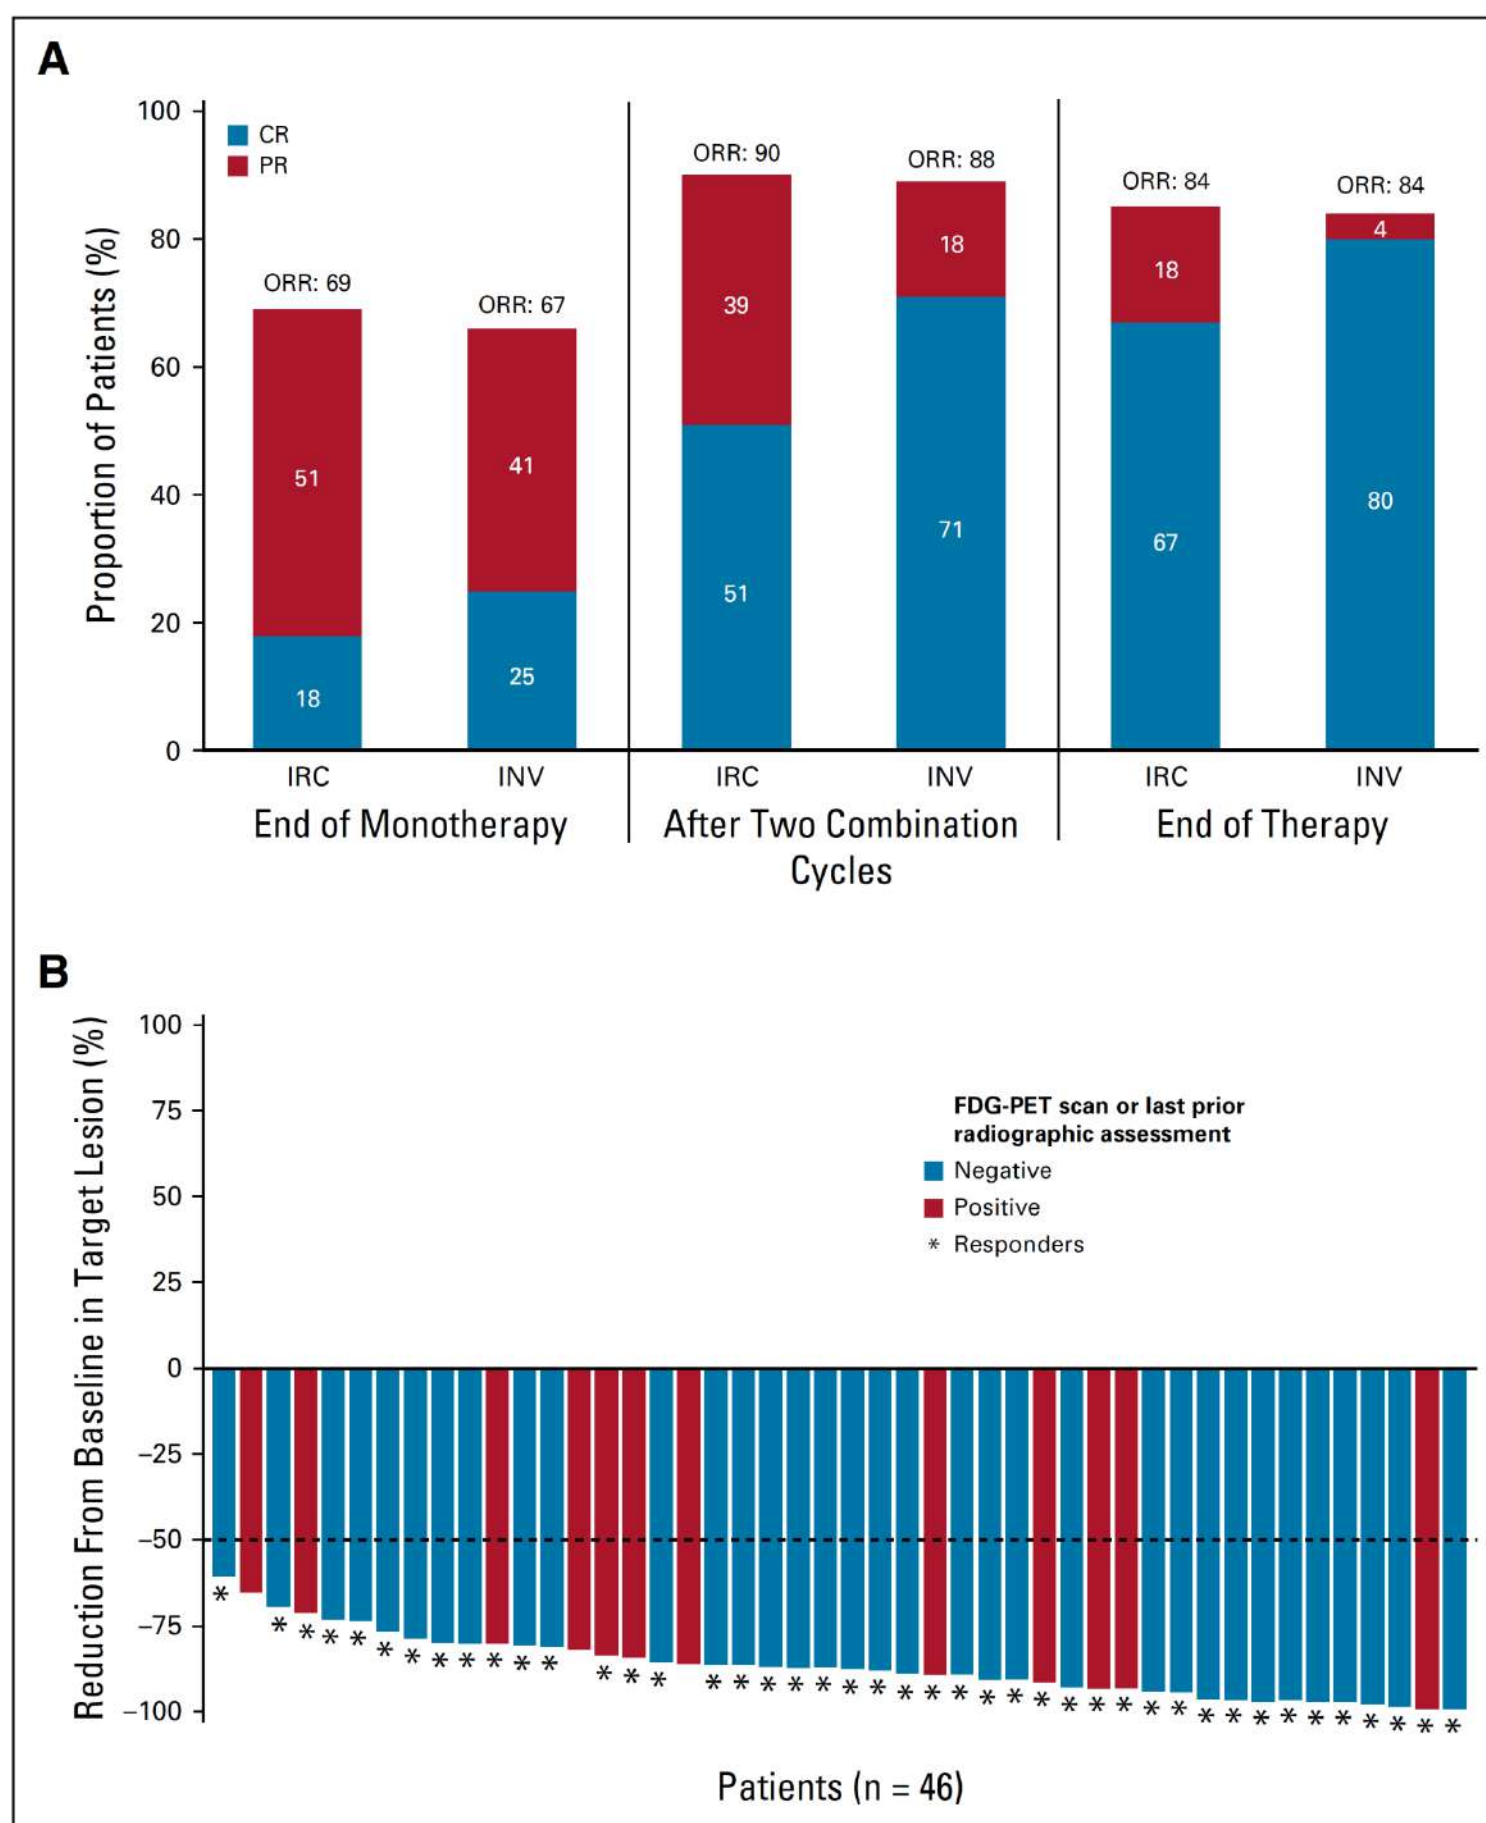 A
100
80
60
40
20
0
Proportion of Patients (%)
CR
PR
ORR: 69
51
18
ORR: 67
41
25
ORR: 90
39
51
ORR: 88
18
71
ORR: 84
18
67
ORR: 84
4
80
IRC INV IRC INV IRC INV
End of Monotherapy
After Two Combination
Cycles
End of Therapy
B
100
75
50
25
0
−25
−50
−75
−100
Reduction From Baseline in Target Lesion (%)
FDG-PET scan or last prior
radiographic assessment
Negative
Positive
* Responders
* * * * * * * * * * * * * * * * * * * * * * * * * * * * * * * * * * * * * * * * * * *
Patients (n = 46)